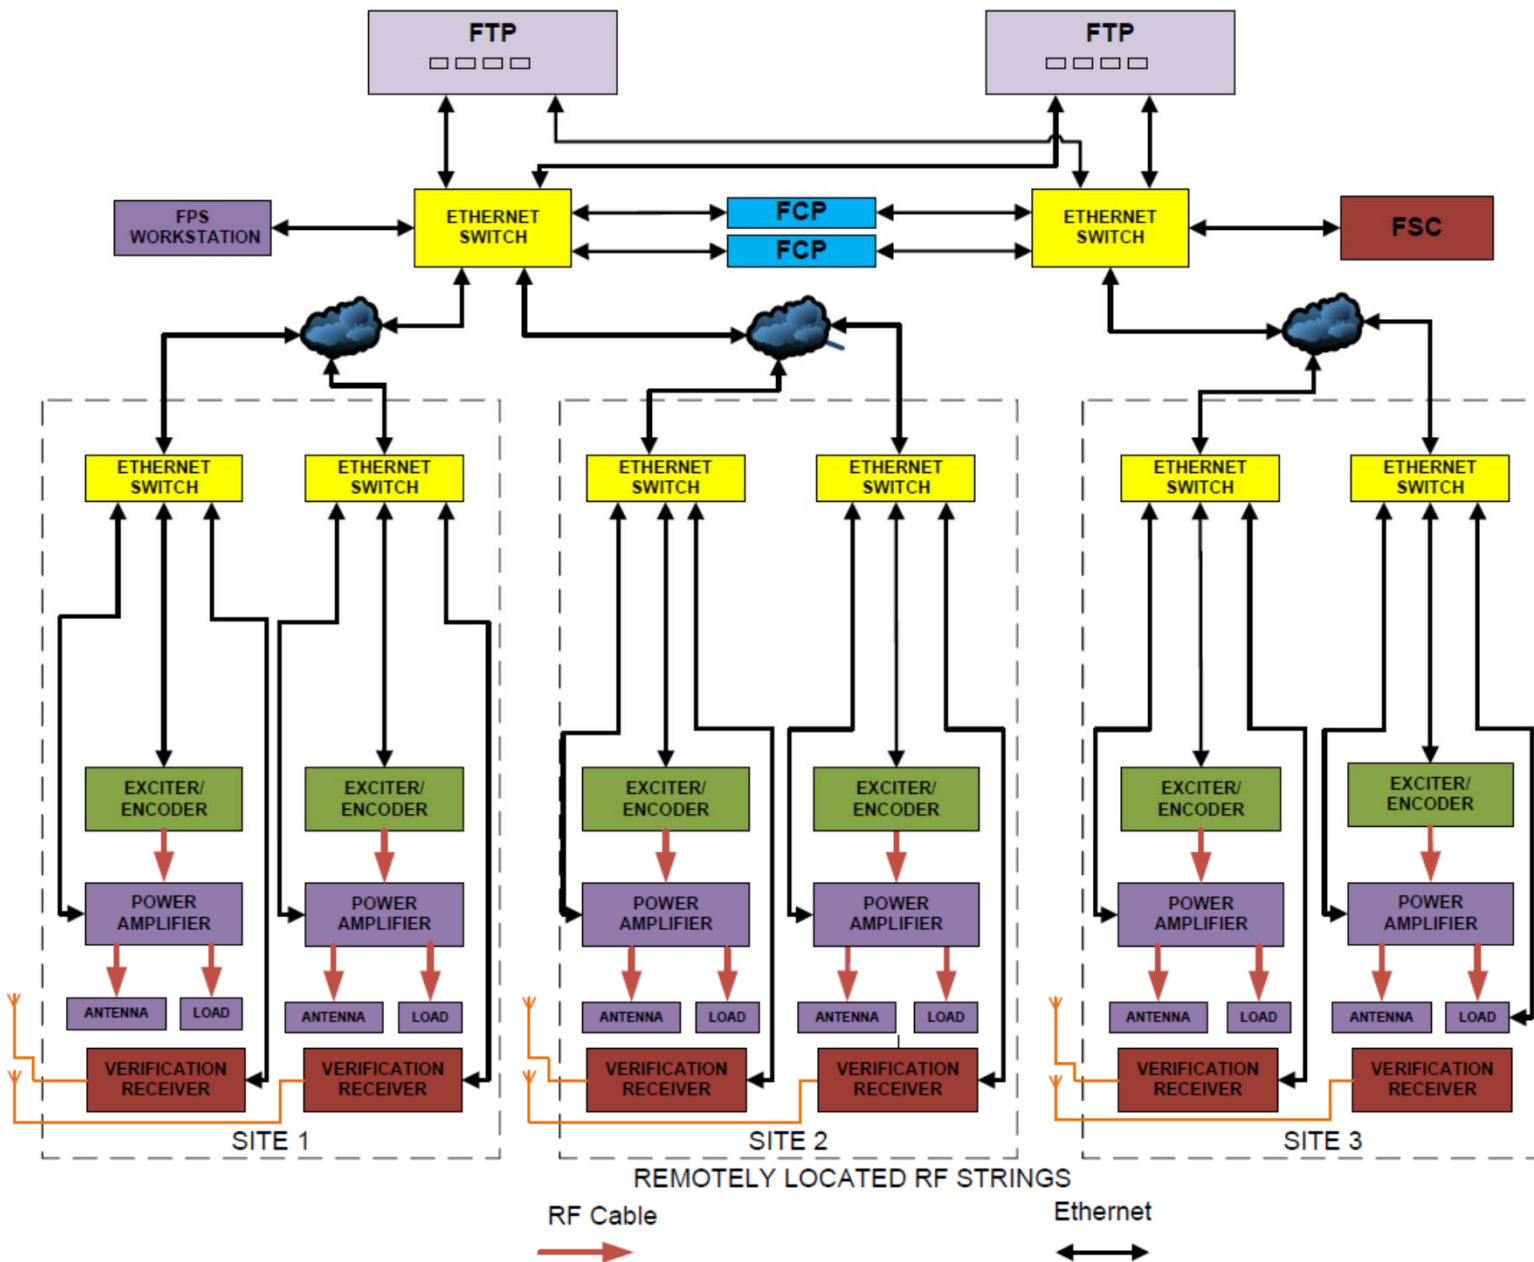 FTP
FTP
FPS
WORKSTATION
ETHERNET
SWITCH
FCP
FCP
ETHERNET
SWITCH
FSC
ETHERNET
SWITCH
ETHERNET
SWITCH
ETHERNET
SWITCH
ETHERNET
SWITCH
ETHERNET
SWITCH
ETHERNET
SWITCH
EXCITER/
ENCODER
EXCITER/
ENCODER
EXCITER/
ENCODER
EXCITER/
ENCODER
EXCITER/
ENCODER
EXCITER/
ENCODER
POWER
AMPLIFIER
POWER
AMPLIFIER
POWER
AMPLIFIER
POWER
AMPLIFIER
POWER
AMPLIFIER
POWER
AMPLIFIER
ANTENNA
LOAD
ANTENNA
LOAD
ANTENNA
LOAD
ANTENNA
LOAD
ANTENNA
LOAD
ANTENNA
LOAD
VERIFICATION
RECEIVER
VERIFICATION
RECEIVER
VERIFICATION
RECEIVER
VERIFICATION
RECEIVER
VERIFICATION
RECEIVER
VERIFICATION
RECEIVER
SITE 1
SITE 2
SITE 3
REMOTELY LOCATED RF STRINGS
RF Cable
Ethernet